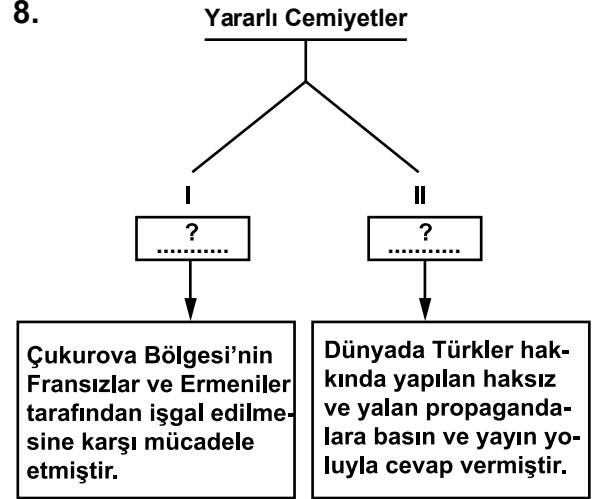 8.
Yararlı Cemiyetler
I
?
...........
Çukurova Bölgesi’nin
Fransızlar ve Ermeniler
tarafından işgal edilme-
sine karşı mücadele
etmiştir.
II
?
...........
Dünyada Türkler hak-
kında yapılan haksız
ve yalan propaganda-
lara basın ve yayın yo-
luyla cevap vermiştir.